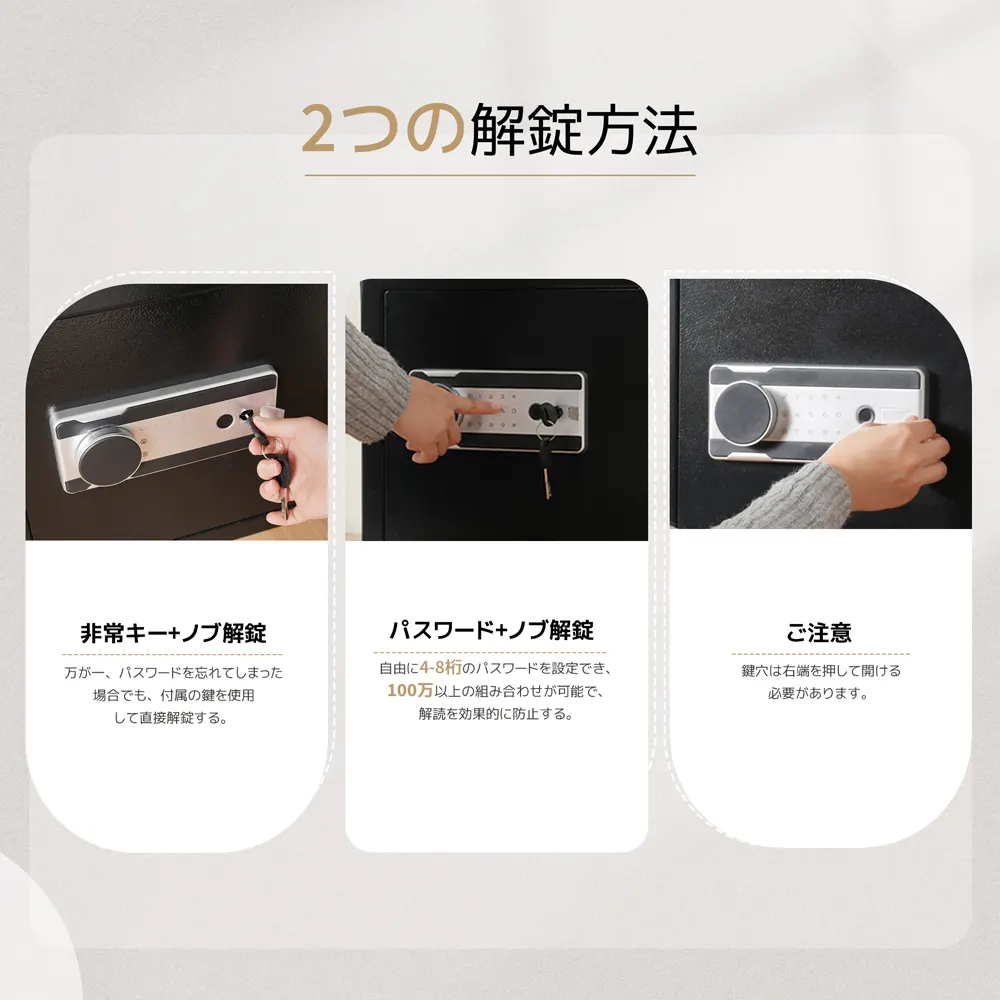 2つの解錠方法
非常キー+ノブ解錠
万が一、パスワードを忘れてしまった
場合でも、付属の鍵を使用
して直接解錠する。
パスワード+ノブ解錠
自由に4-8桁のパスワードを設定でき、
100万以上の組み合わせが可能で、
解読を効果的に防止する。
ご注意
鍵穴は右端を押して開ける
必要があります。